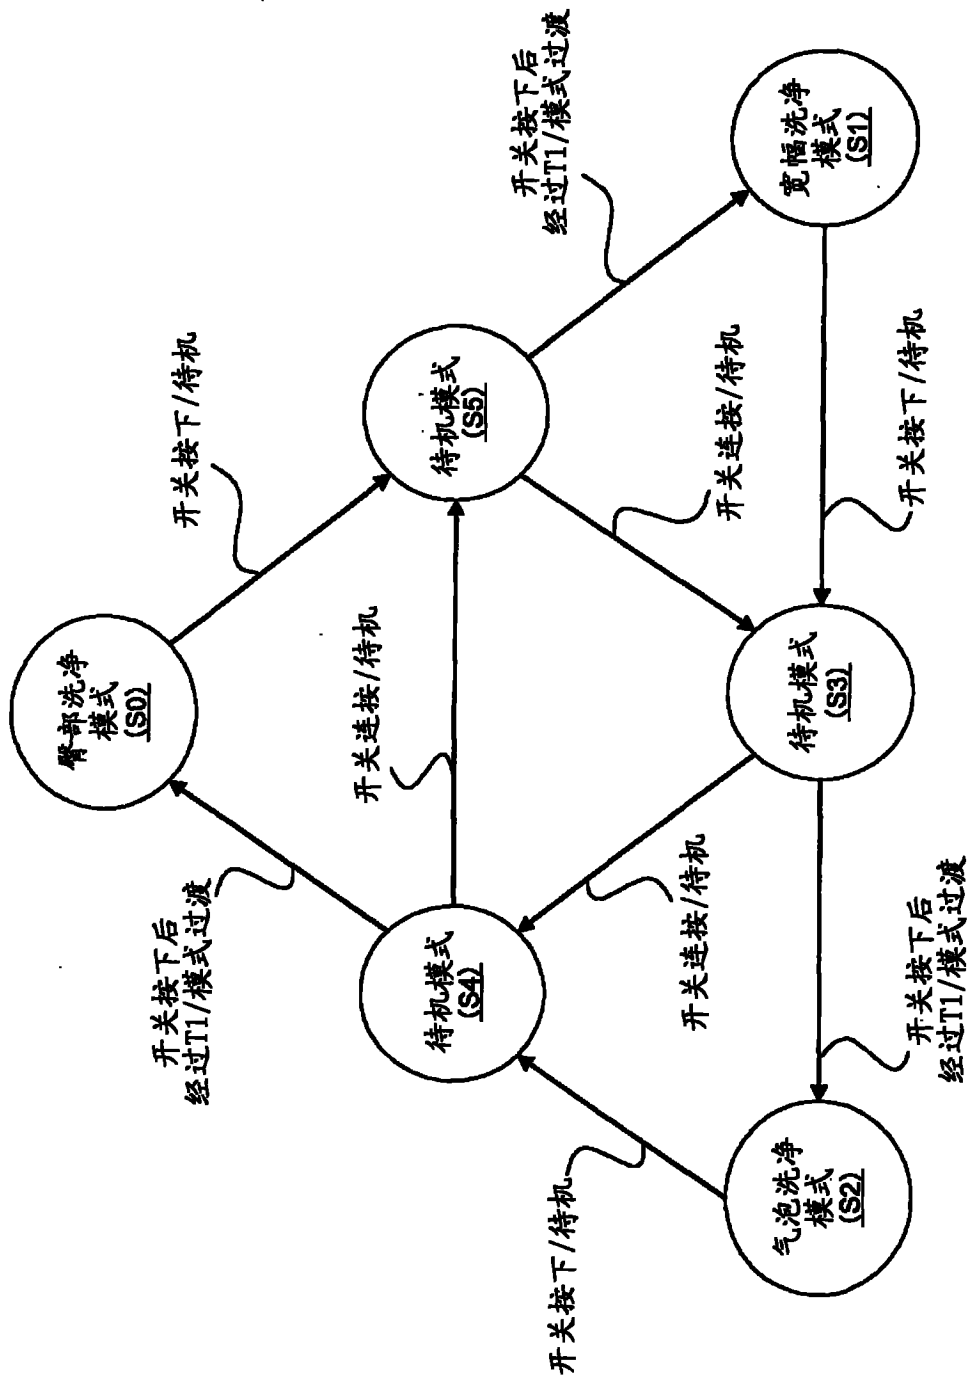 臀部洗净
模式
(S0)
开关按下后
经过T1/模式过渡
开关按下/待机
开关连接/待机
待机模式
(S4)
待机模式
(S5)
开关按下/待机
开关连接/待机
开关连接/待机
开关按下后
经过T1/模式过渡
气泡洗净
模式
(S2)
待机模式
(S3)
宽幅洗净
模式
(S1)
开关按下后
经过T1/模式过渡
开关按下/待机